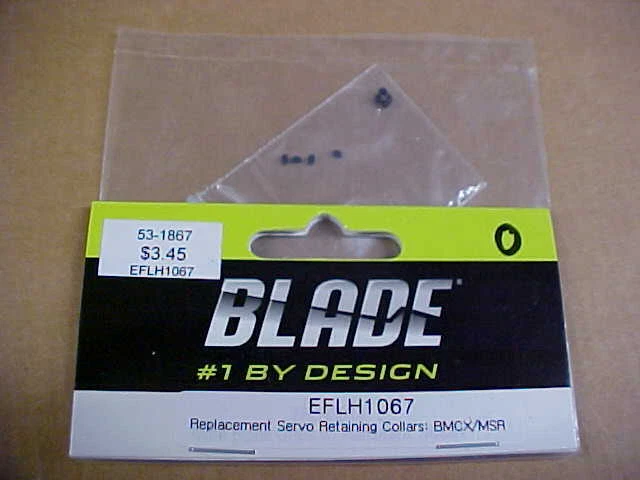 53-1867
$3.45
EFLH1067
O
BLADE
#1 BY DESIGN
EFLH1067
Replacement Servo Retaining Collars: BMCX/MSR